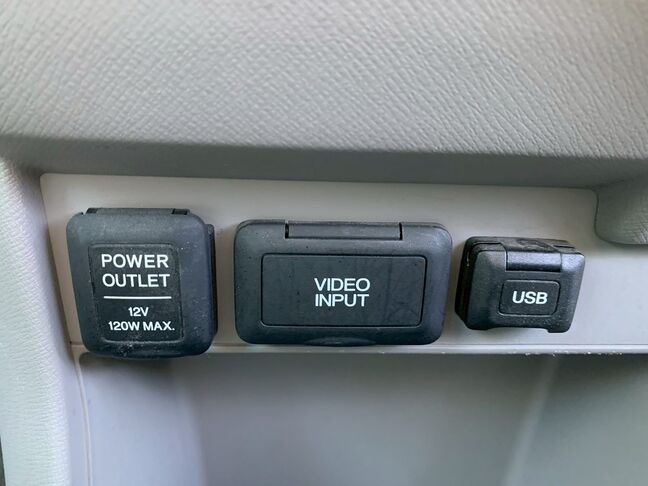 POWER
OUTLET
12V
120W MAX.
VIDEO
INPUT
USB